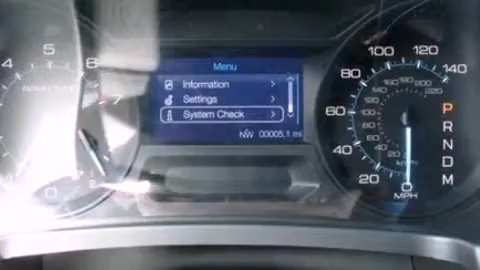 Menu
Information
Settings
System Check
NW 00005.1 mi
4 5 6 7
0
0 20 40 60 80 100 120 140
MPH
P
R
N
D
M